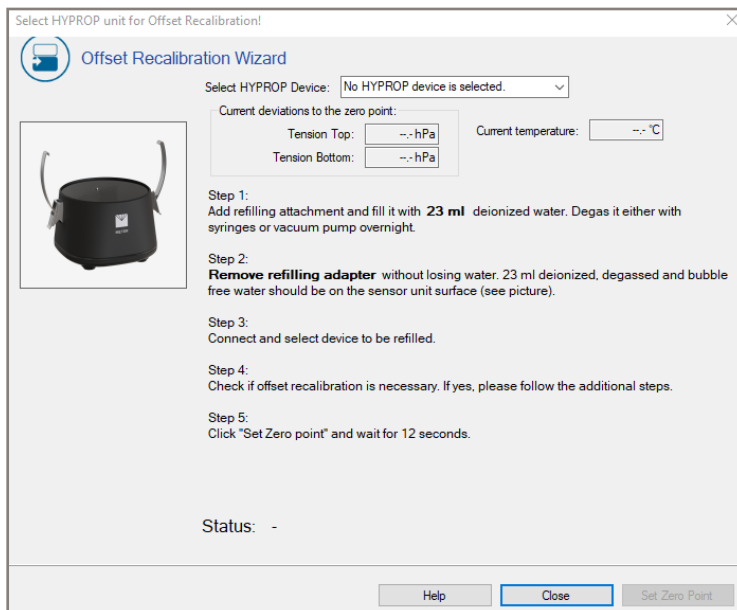 Select HYPROP unit for Offset Recalibration!
Offset Recalibration Wizard
Select HYPROP Device: No HYPROP device is selected.
Current deviations to the zero point:
Tension Top: --.- hPa
Current temperature: --.- °C
Tension Bottom: --.- hPa
Step 1:
Add refilling attachment and fill it with 23 ml deionized water. Degas it either with
syringes or vacuum pump overnight.
Step 2:
Remove refilling adapter without losing water. 23 ml deionized, degassed and bubble
free water should be on the sensor unit surface (see picture).
Step 3:
Connect and select device to be refilled.
Step 4:
Check if offset recalibration is necessary. If yes, please follow the additional steps.
Step 5:
Click "Set Zero point" and wait for 12 seconds.
Status: -
Help
Close
Set Zero Point